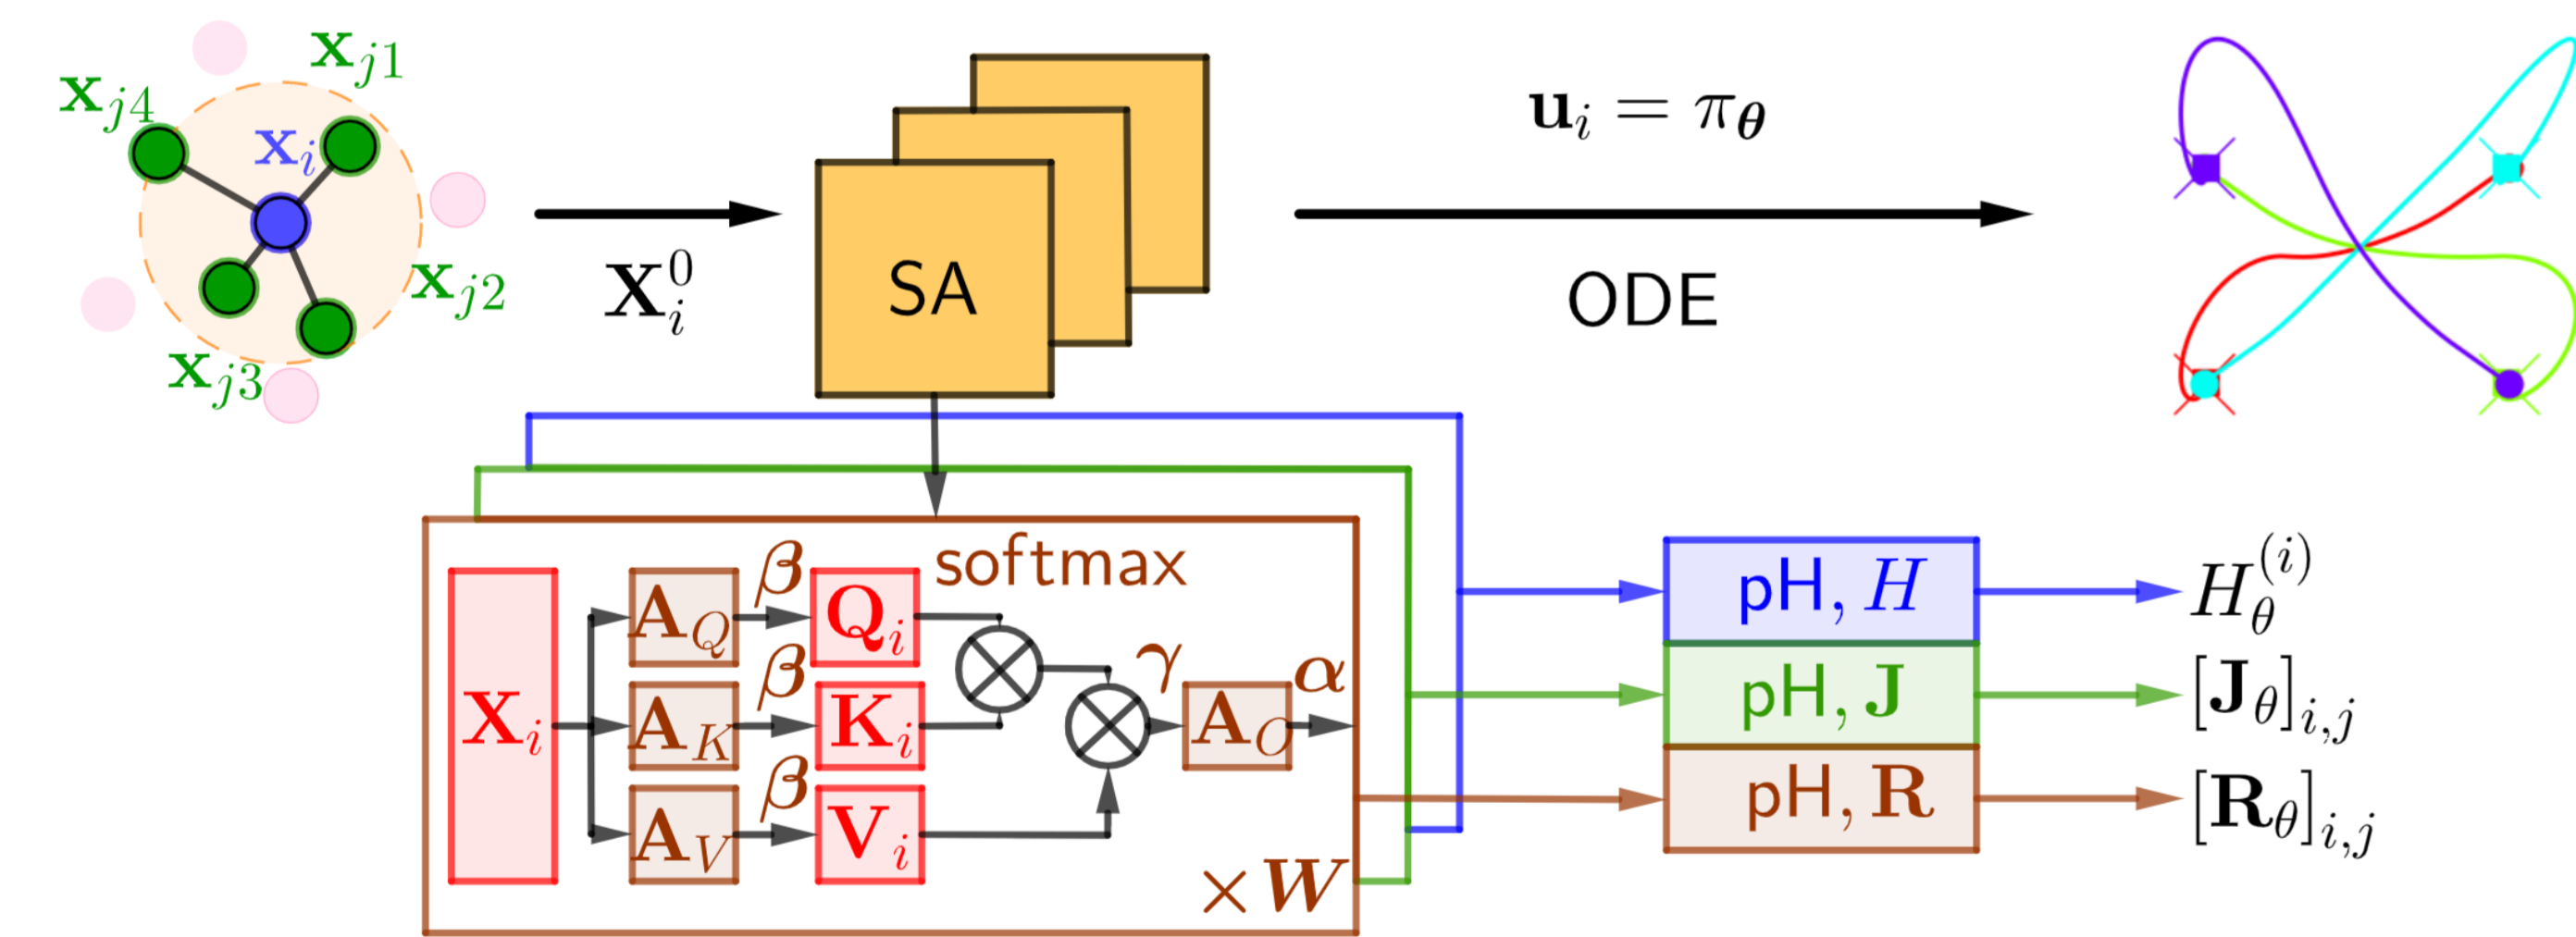 𝐱_{j1}
𝐱_{j4}
𝐱_i
𝐱_{j2}
𝐱_{j3}
𝐗_i^0
SA
𝐮_i = π_𝜽
ODE
softmax
𝐗_i
𝐀_Q 𝜷 𝐐_i
𝐀_K 𝜷 𝐊_i
𝐀_V 𝜷 𝐕_i
𝜸 𝐀_O 𝜶
× 𝑾
pH, H
H_θ^{(i)}
pH, 𝐉
[𝐉_θ]_{i,j}
pH, 𝐑
[𝐑_θ]_{i,j}